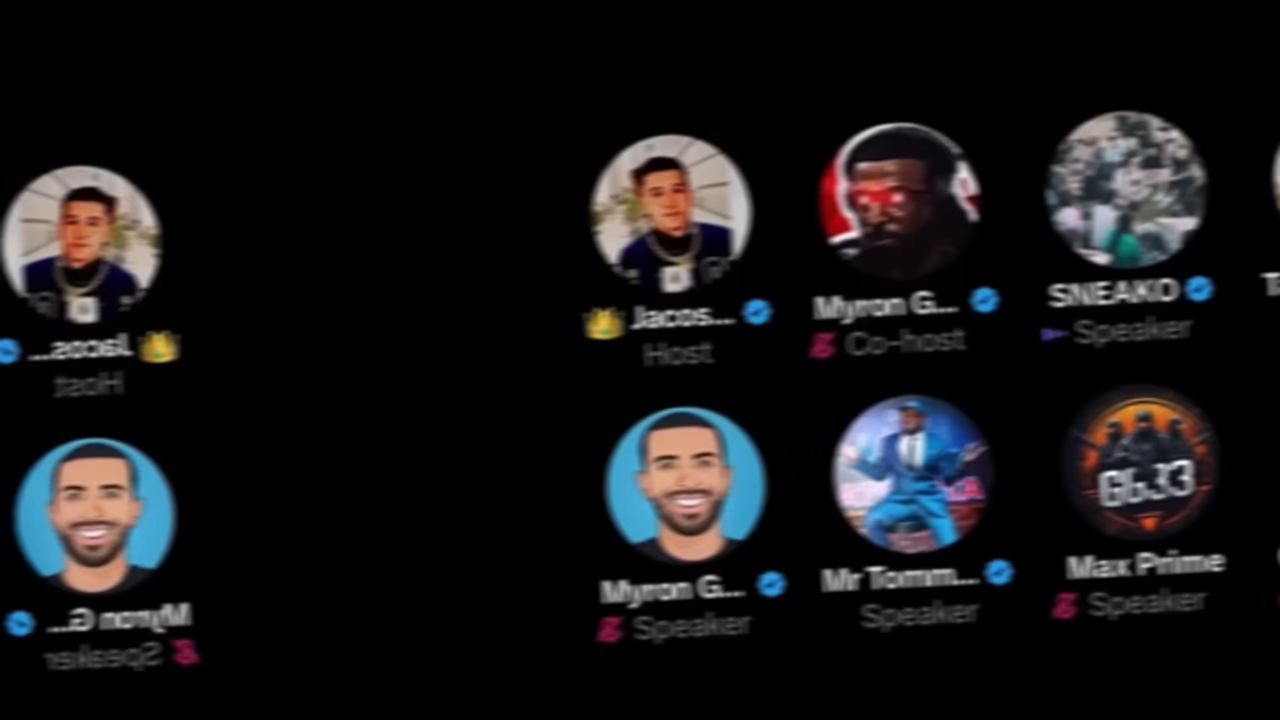 Jacos... Myron G... SNEAKO
Host Co-host Speaker
Jacos...
Host
Gb33
Myron G... Mr Tomm... Max Prime
Speaker Speaker Speaker
Myron G...
Speaker